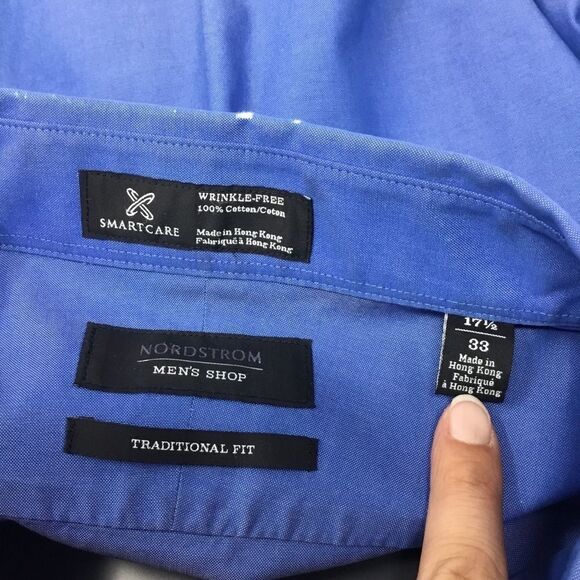 SMARTCARE
WRINKLE-FREE
100% Cotton/Coton
Made in Hong Kong
Fabriqué à Hong Kong
NORDSTROM
MEN'S SHOP
TRADITIONAL FIT
17½
33
Made in
Hong Kong
Fabriqué
à Hong Kong